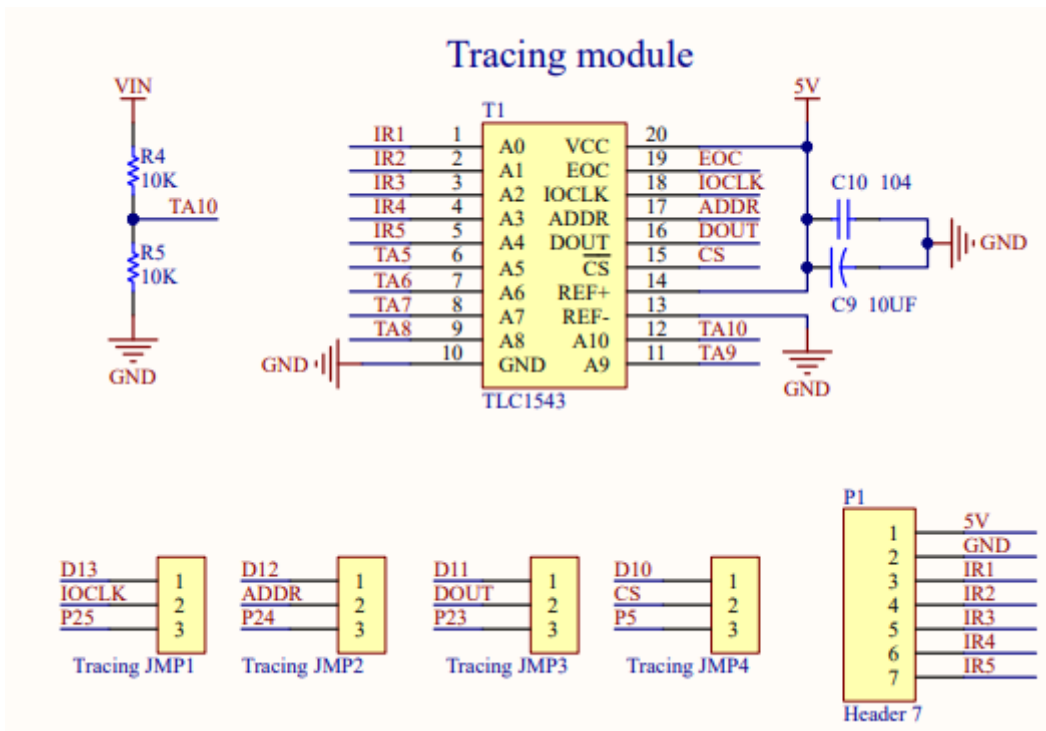 Tracing module
VIN
R4
10K
TA10
R5
10K
GND
T1
IR1 1 A0 VCC 20
IR2 2 A1 EOC 19 EOC
IR3 3 A2 IOCLK 18 IOCLK
IR4 4 A3 ADDR 17 ADDR
IR5 5 A4 DOUT 16 DOUT
TA5 6 A5 CS 15 CS
TA6 7 A6 REF+ 14
TA7 8 A7 REF- 13
TA8 9 A8 A10 12 TA10
GND 10 GND A9 11 TA9
TLC1543
5V
C10 104
GND
C9 10UF
GND
D13 1
IOCLK 2
P25 3
Tracing JMP1
D12 1
ADDR 2
P24 3
Tracing JMP2
D11 1
DOUT 2
P23 3
Tracing JMP3
D10 1
CS 2
P5 3
Tracing JMP4
P1
1 5V
2 GND
3 IR1
4 IR2
5 IR3
6 IR4
7 IR5
Header 7